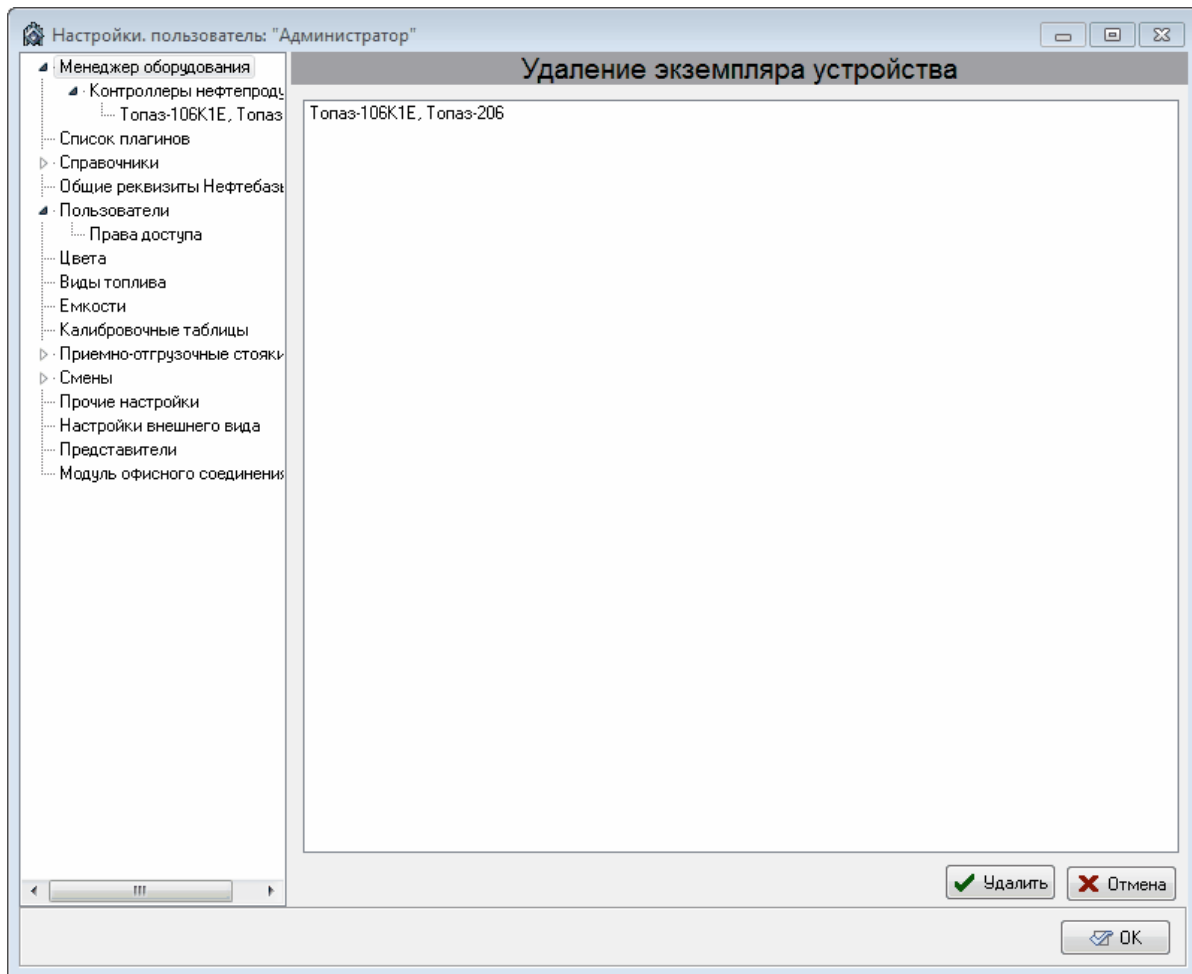 Настройки. пользователь: "Администратор"
Менеджер оборудования
Контроллеры нефтепроду
Топаз-106К1Е, Топаз
Список плагинов
Справочники
Общие реквизиты Нефтебазы
Пользователи
Права доступа
Цвета
Виды топлива
Емкости
Калибровочные таблицы
Приемно-отгрузочные стояки
Смены
Прочие настройки
Настройки внешнего вида
Представители
Модуль офисного соединения
Удаление экземпляра устройства
Топаз-106К1Е, Топаз-206
Удалить
Отмена
ОК